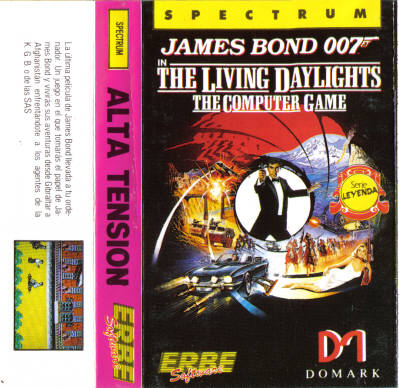 La última película de James Bond llevada a tu orde-
nador. Un juego en el que tomarás el papel de Ja-
mes Bond y vivirás sus aventuras desde Gibraltar a
Afghanistan enfrentándote a los agentes de la
K. G. B. o de las SAS
SPECTRUM
ALTA TENSION
ERBE
Software
SPECTRUM
JAMES BOND 007
IN
THE LIVING DAYLIGHTS
THE COMPUTER GAME
Serie
LEYENDA
ERBE
Software
DOMARK